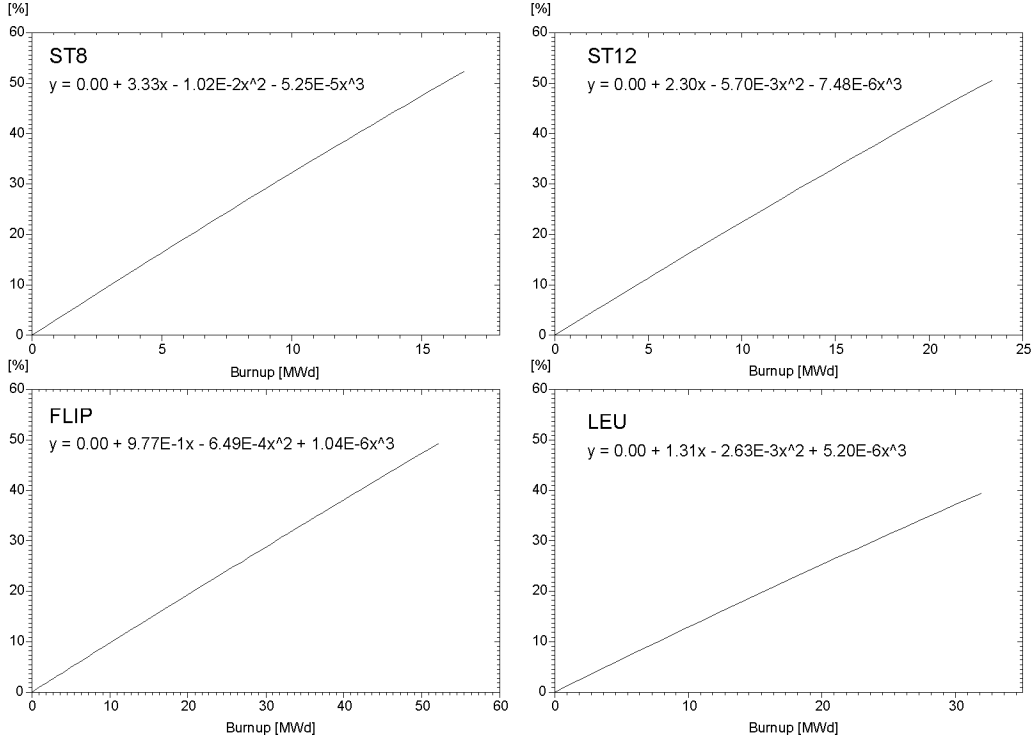 [%]
60
50
40
30
20
10
0
ST8
y = 0.00 + 3.33x - 1.02E-2x^2 - 5.25E-5x^3
0 5 10 15
Burnup [MWd]
[%]
60
50
40
30
20
10
0
ST12
y = 0.00 + 2.30x - 5.70E-3x^2 - 7.48E-6x^3
0 5 10 15 20 25
Burnup [MWd]
[%]
60
50
40
30
20
10
0
FLIP
y = 0.00 + 9.77E-1x - 6.49E-4x^2 + 1.04E-6x^3
0 10 20 30 40 50 60
Burnup [MWd]
[%]
60
50
40
30
20
10
0
LEU
y = 0.00 + 1.31x - 2.63E-3x^2 + 5.20E-6x^3
0 10 20 30
Burnup [MWd]